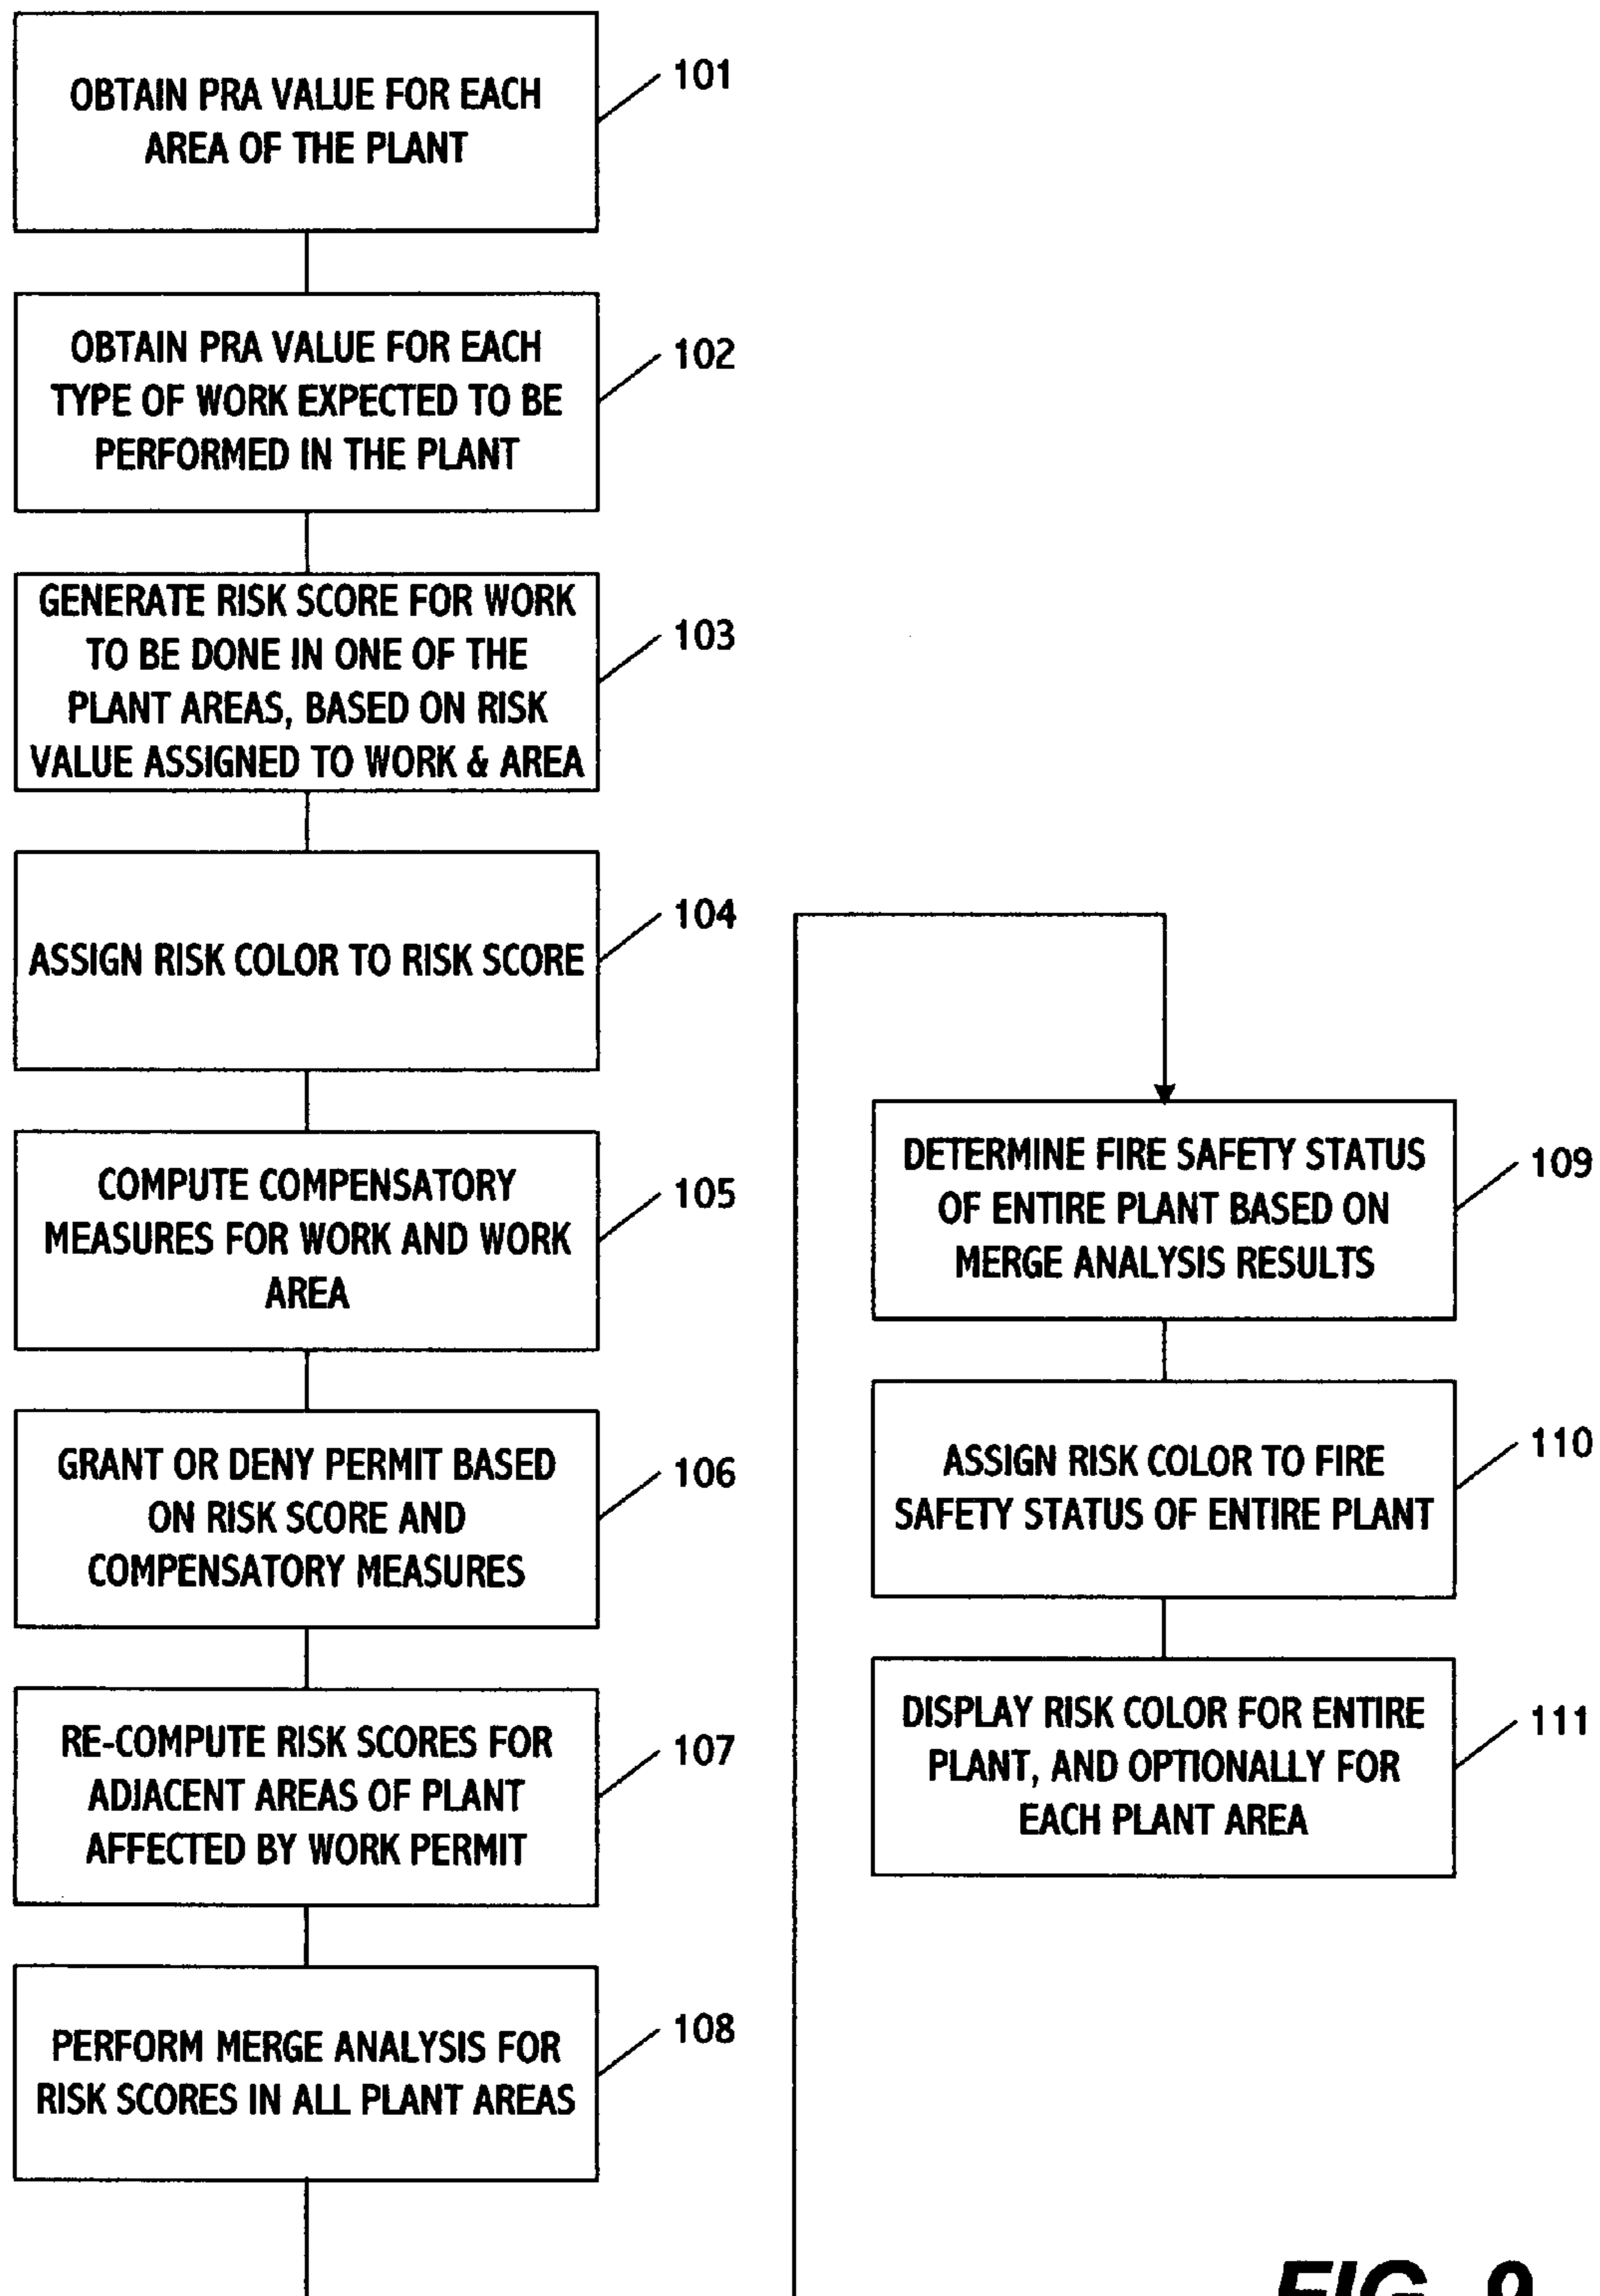 OBTAIN PRA VALUE FOR EACH
AREA OF THE PLANT
101
OBTAIN PRA VALUE FOR EACH
TYPE OF WORK EXPECTED TO BE
PERFORMED IN THE PLANT
102
GENERATE RISK SCORE FOR WORK
TO BE DONE IN ONE OF THE
PLANT AREAS, BASED ON RISK
VALUE ASSIGNED TO WORK & AREA
103
ASSIGN RISK COLOR TO RISK SCORE
104
COMPUTE COMPENSATORY
MEASURES FOR WORK AND WORK
AREA
105
GRANT OR DENY PERMIT BASED
ON RISK SCORE AND
COMPENSATORY MEASURES
106
RE-COMPUTE RISK SCORES FOR
ADJACENT AREAS OF PLANT
AFFECTED BY WORK PERMIT
107
PERFORM MERGE ANALYSIS FOR
RISK SCORES IN ALL PLANT AREAS
108
DETERMINE FIRE SAFETY STATUS
OF ENTIRE PLANT BASED ON
MERGE ANALYSIS RESULTS
109
ASSIGN RISK COLOR TO FIRE
SAFETY STATUS OF ENTIRE PLANT
110
DISPLAY RISK COLOR FOR ENTIRE
PLANT, AND OPTIONALLY FOR
EACH PLANT AREA
111
FIG. 9